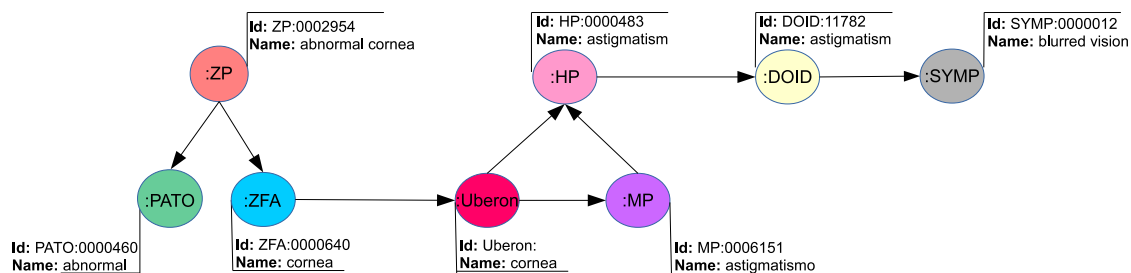 Id: ZP:0002954
Name: abnormal cornea
Id: HP:0000483
Name: astigmatism
Id: DOID:11782
Name: astigmatism
Id: SYMP:0000012
Name: blurred vision
:ZP
:HP
:DOID
:SYMP
:PATO
:ZFA
:Uberon
:MP
Id: PATO:0000460
Name: abnormal
Id: ZFA:0000640
Name: cornea
Id: Uberon:
Name: cornea
Id: MP:0006151
Name: astigmatismo